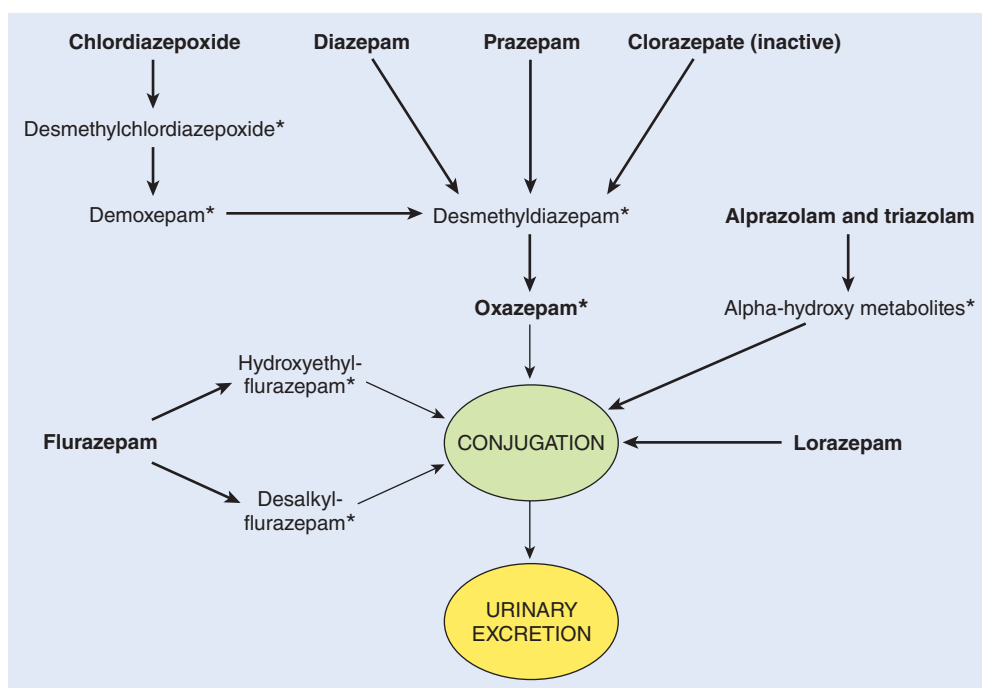 Chlordiazepoxide
Diazepam
Prazepam
Clorazepate (inactive)
Desmethylchlordiazepoxide*
Demoxepam*
Desmethyldiazepam*
Alprazolam and triazolam
Oxazepam*
Alpha-hydroxy metabolites*
Hydroxyethyl-
flurazepam*
Flurazepam
CONJUGATION
Lorazepam
Desalkyl-
flurazepam*
URINARY
EXCRETION